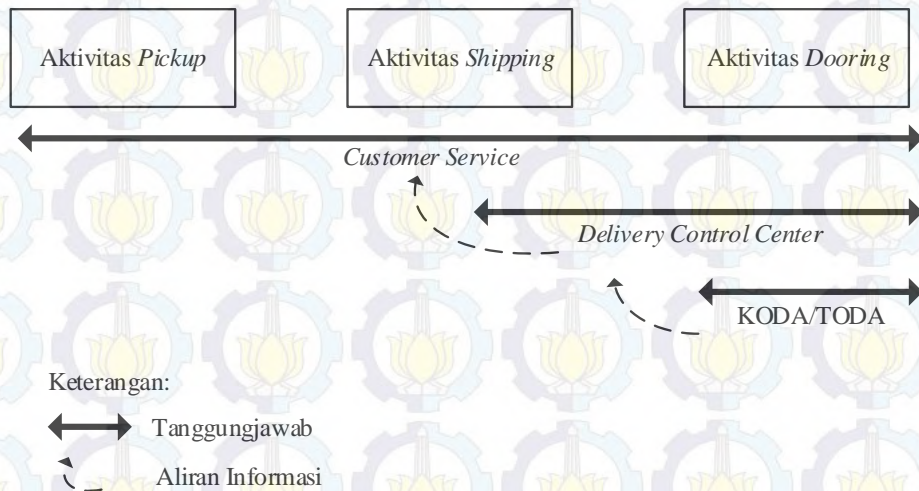 Aktivitas Pickup
Aktivitas Shipping
Aktivitas Dooring
Customer Service
Delivery Control Center
KODA/TODA
Keterangan:
Tanggungjawab
Aliran Informasi